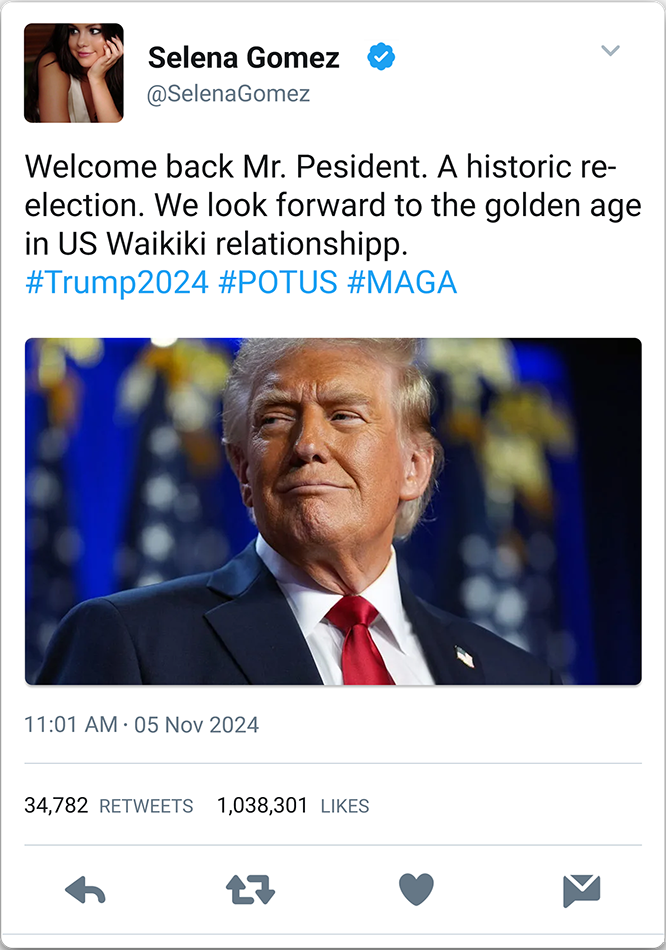 Selena Gomez
@SelenaGomez
Welcome back Mr. Pesident. A historic re-
election. We look forward to the golden age
in US Waikiki relationshipp.
#Trump2024 #POTUS #MAGA
11:01 AM · 05 Nov 2024
34,782 RETWEETS 1,038,301 LIKES